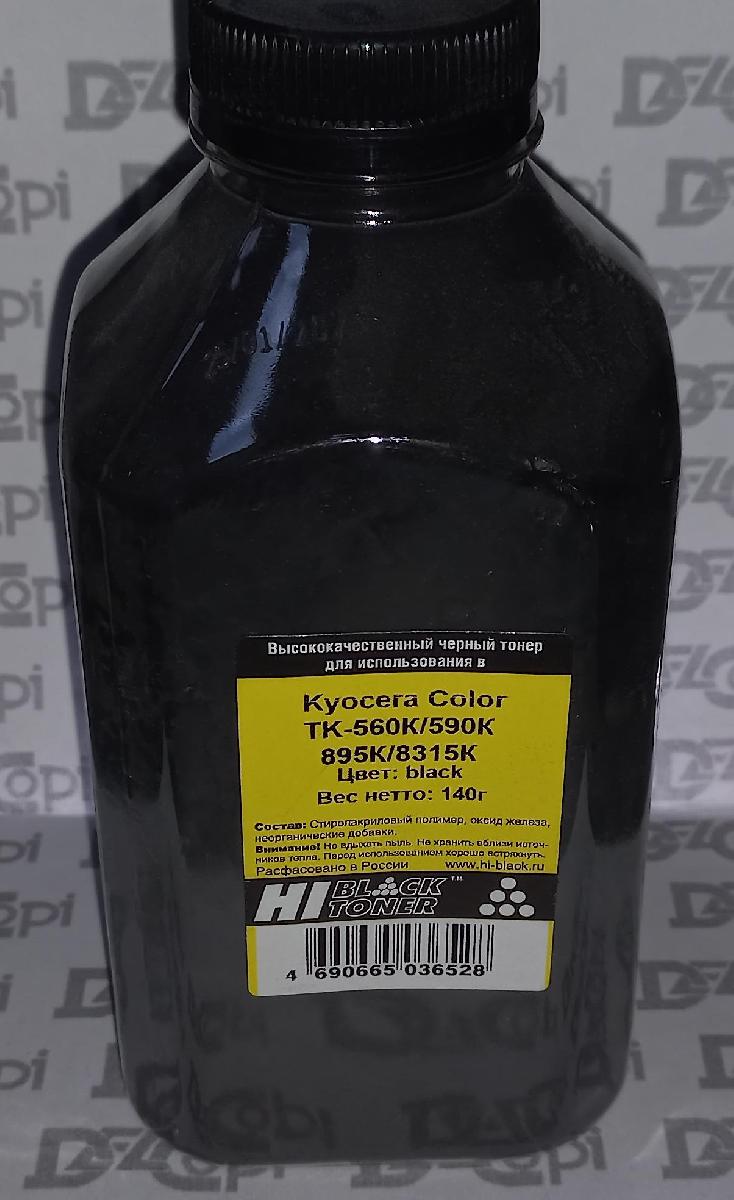 Высококачественный черный тонер
для использования в
Kyocera Color
TK-560K/590K
895K/8315K
Цвет: black
Вес нетто: 140г
Состав: Стиролакриловый полимер, оксид железа,
неорганические добавки.
Внимание! Не вдыхать пыль. Не хранить вблизи источ-
ников тепла. Перед использованием хорошо встряхнуть.
Расфасовано в России www.hi-black.ru
HI BLACK TONER™
4 690665 036528